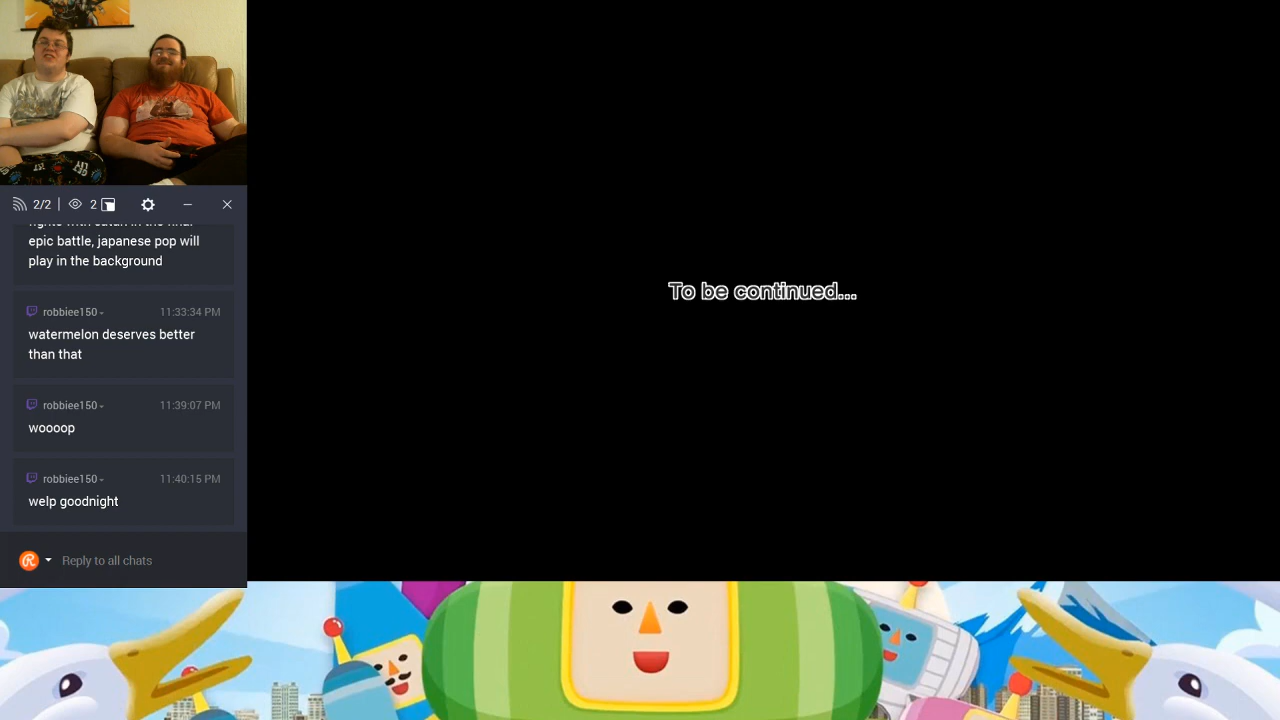 2/2 | 2
epic battle, japanese pop will
play in the background
robbiee150 11:33:34 PM
watermelon deserves better
than that
robbiee150 11:39:07 PM
woooop
robbiee150 11:40:15 PM
welp goodnight
Reply to all chats
To be continued...